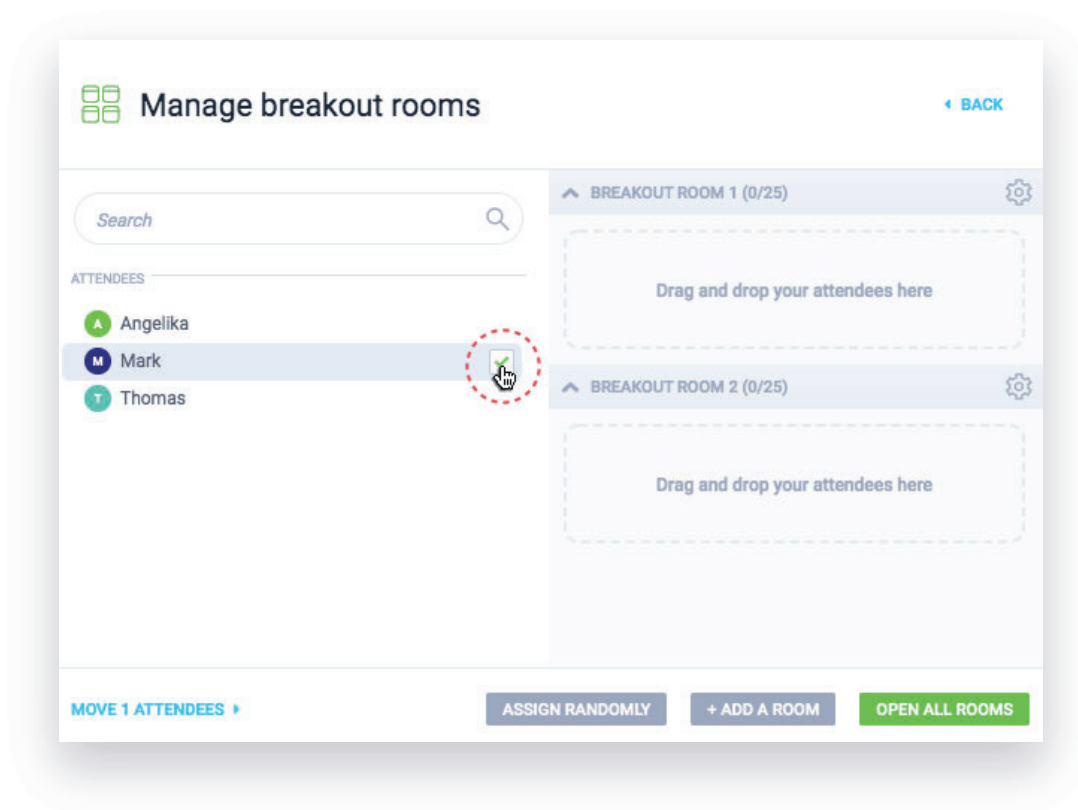 Manage breakout rooms
BACK
Search
ATTENDEES
A Angelika
M Mark
T Thomas
BREAKOUT ROOM 1 (0/25)
Drag and drop your attendees here
BREAKOUT ROOM 2 (0/25)
Drag and drop your attendees here
MOVE 1 ATTENDEES
ASSIGN RANDOMLY
+ ADD A ROOM
OPEN ALL ROOMS